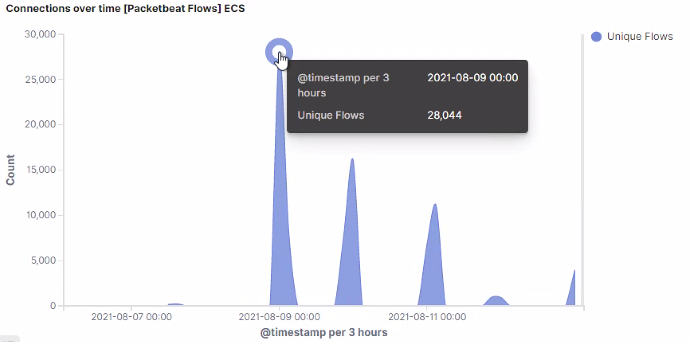 Connections over time [Packetbeat Flows] ECS
30,000
25,000
20,000
15,000
10,000
5,000
0
Count
@timestamp per 3 hours
2021-08-09 00:00
Unique Flows
28,044
Unique Flows
2021-08-07 00:00
2021-08-09 00:00
2021-08-11 00:00
@timestamp per 3 hours